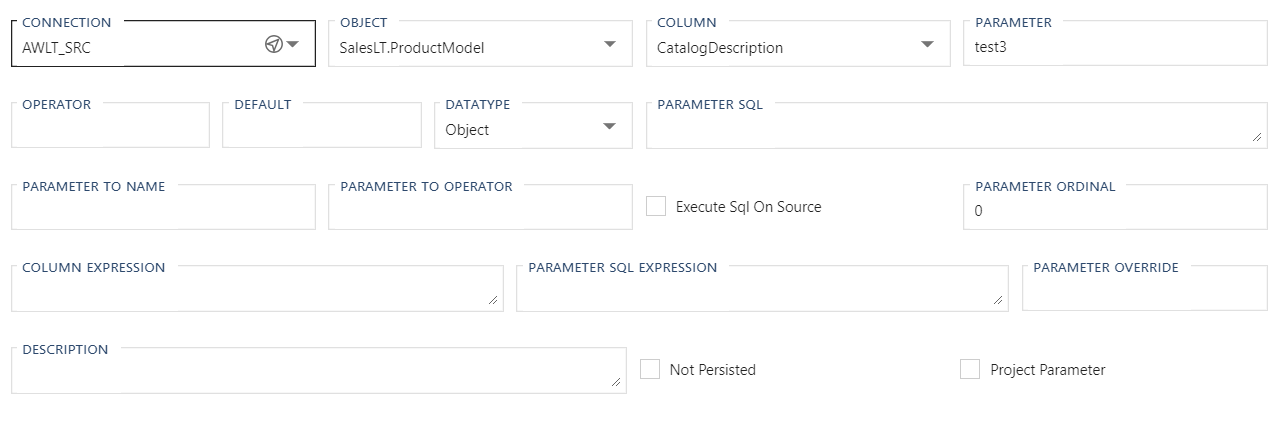 CONNECTION
AWLT_SRC
OBJECT
SalesLT.ProductModel
COLUMN
CatalogDescription
PARAMETER
test3
OPERATOR
DEFAULT
DATATYPE
Object
PARAMETER SQL
PARAMETER TO NAME
PARAMETER TO OPERATOR
Execute Sql On Source
PARAMETER ORDINAL
0
COLUMN EXPRESSION
PARAMETER SQL EXPRESSION
PARAMETER OVERRIDE
DESCRIPTION
Not Persisted
Project Parameter